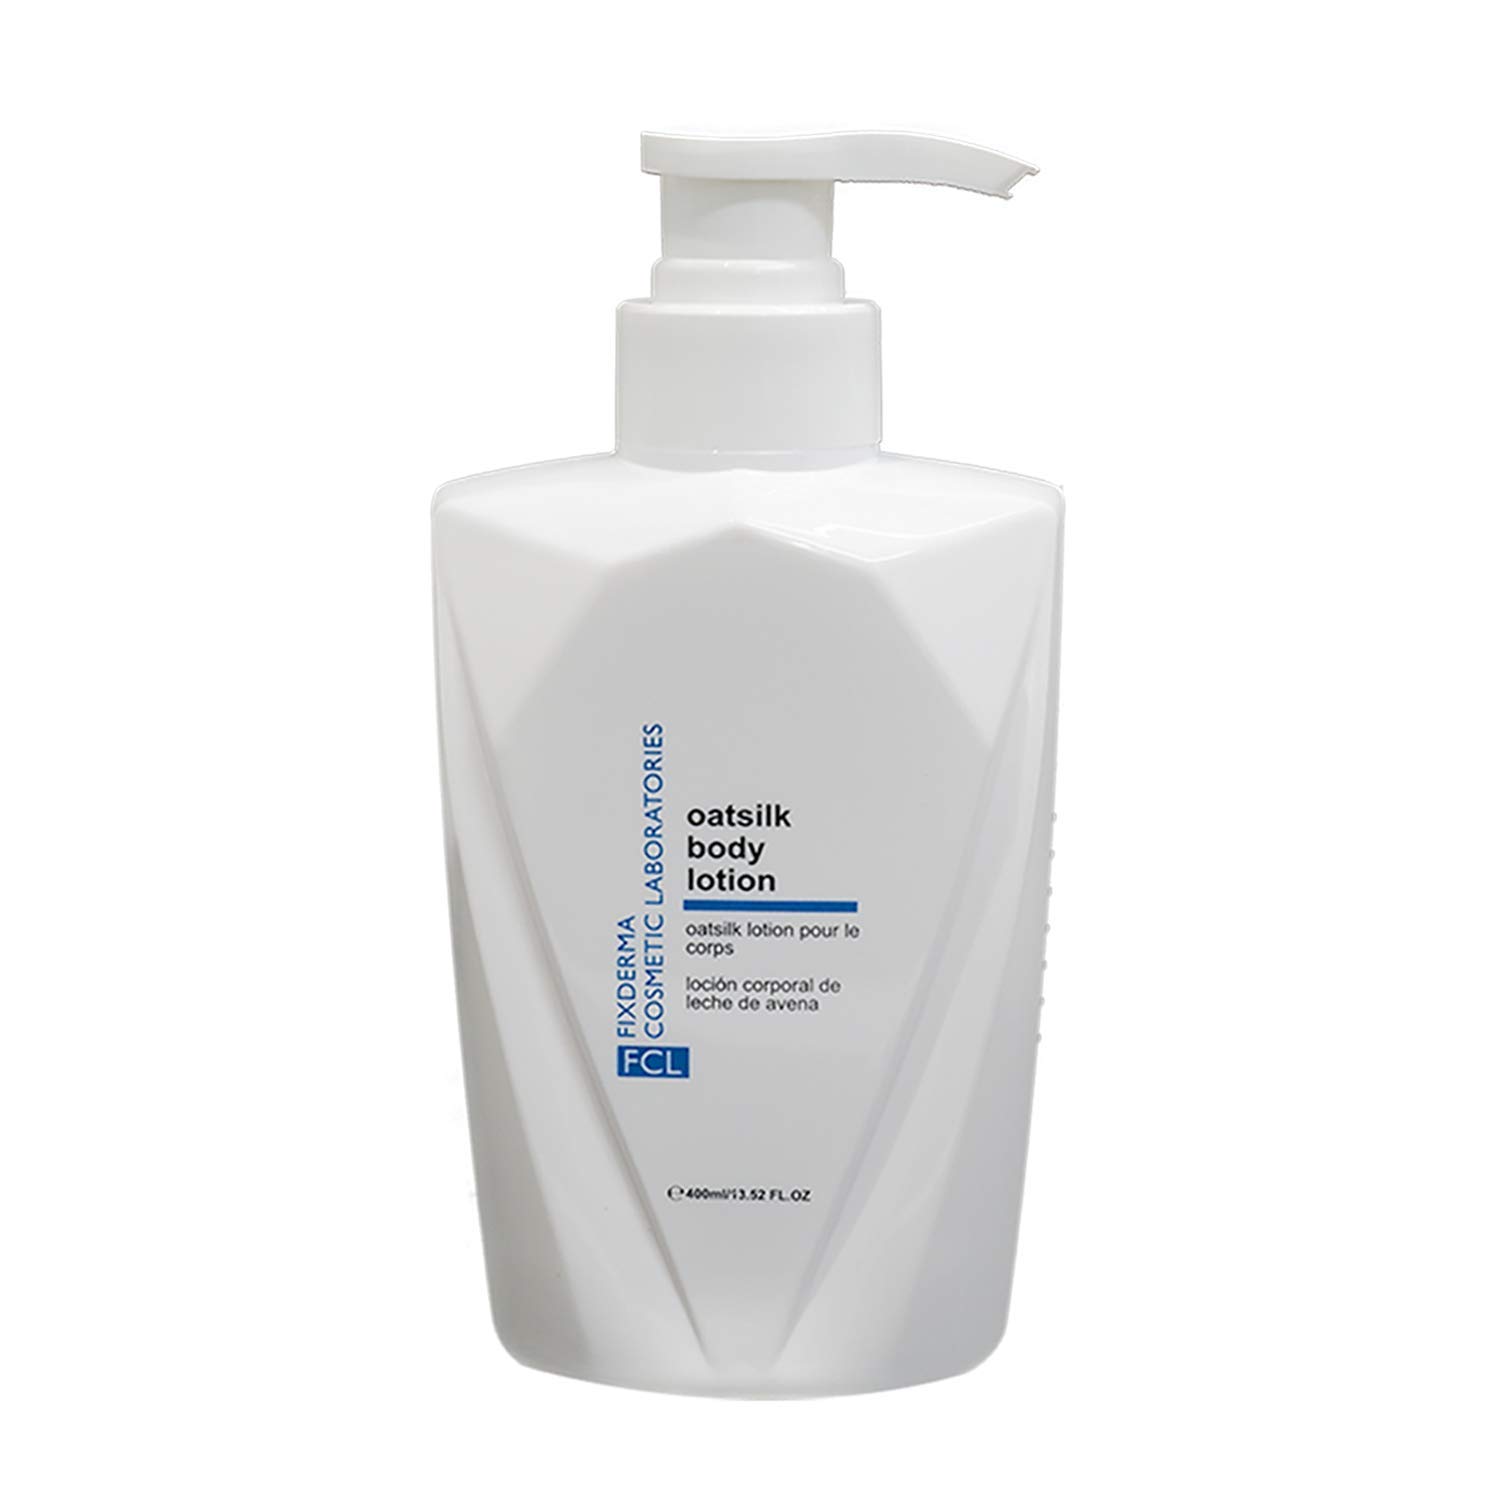 FIXDERMA
COSMETIC LABORATORIES
FCL
oatsilk
body
lotion
oatsilk lotion pour le
corps
loción corporal de
leche de avena
℮400ml/13.52 FL.OZ